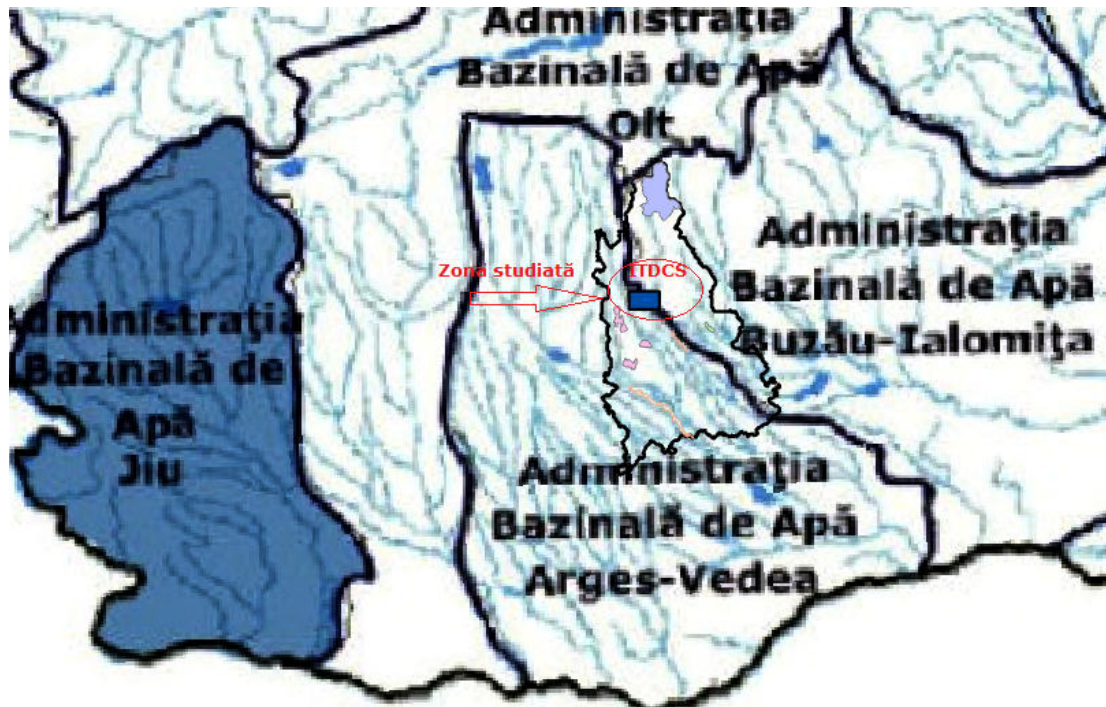 Administraţia
Bazinală de Apă
Olt
Zona studiată
ITDCS
Administraţia
Bazinală de Apă
Buzău-Ialomiţa
dministraţia
Bazinală de
Apă
Jiu
Administraţia
Bazinală de Apă
Arges-Vedea